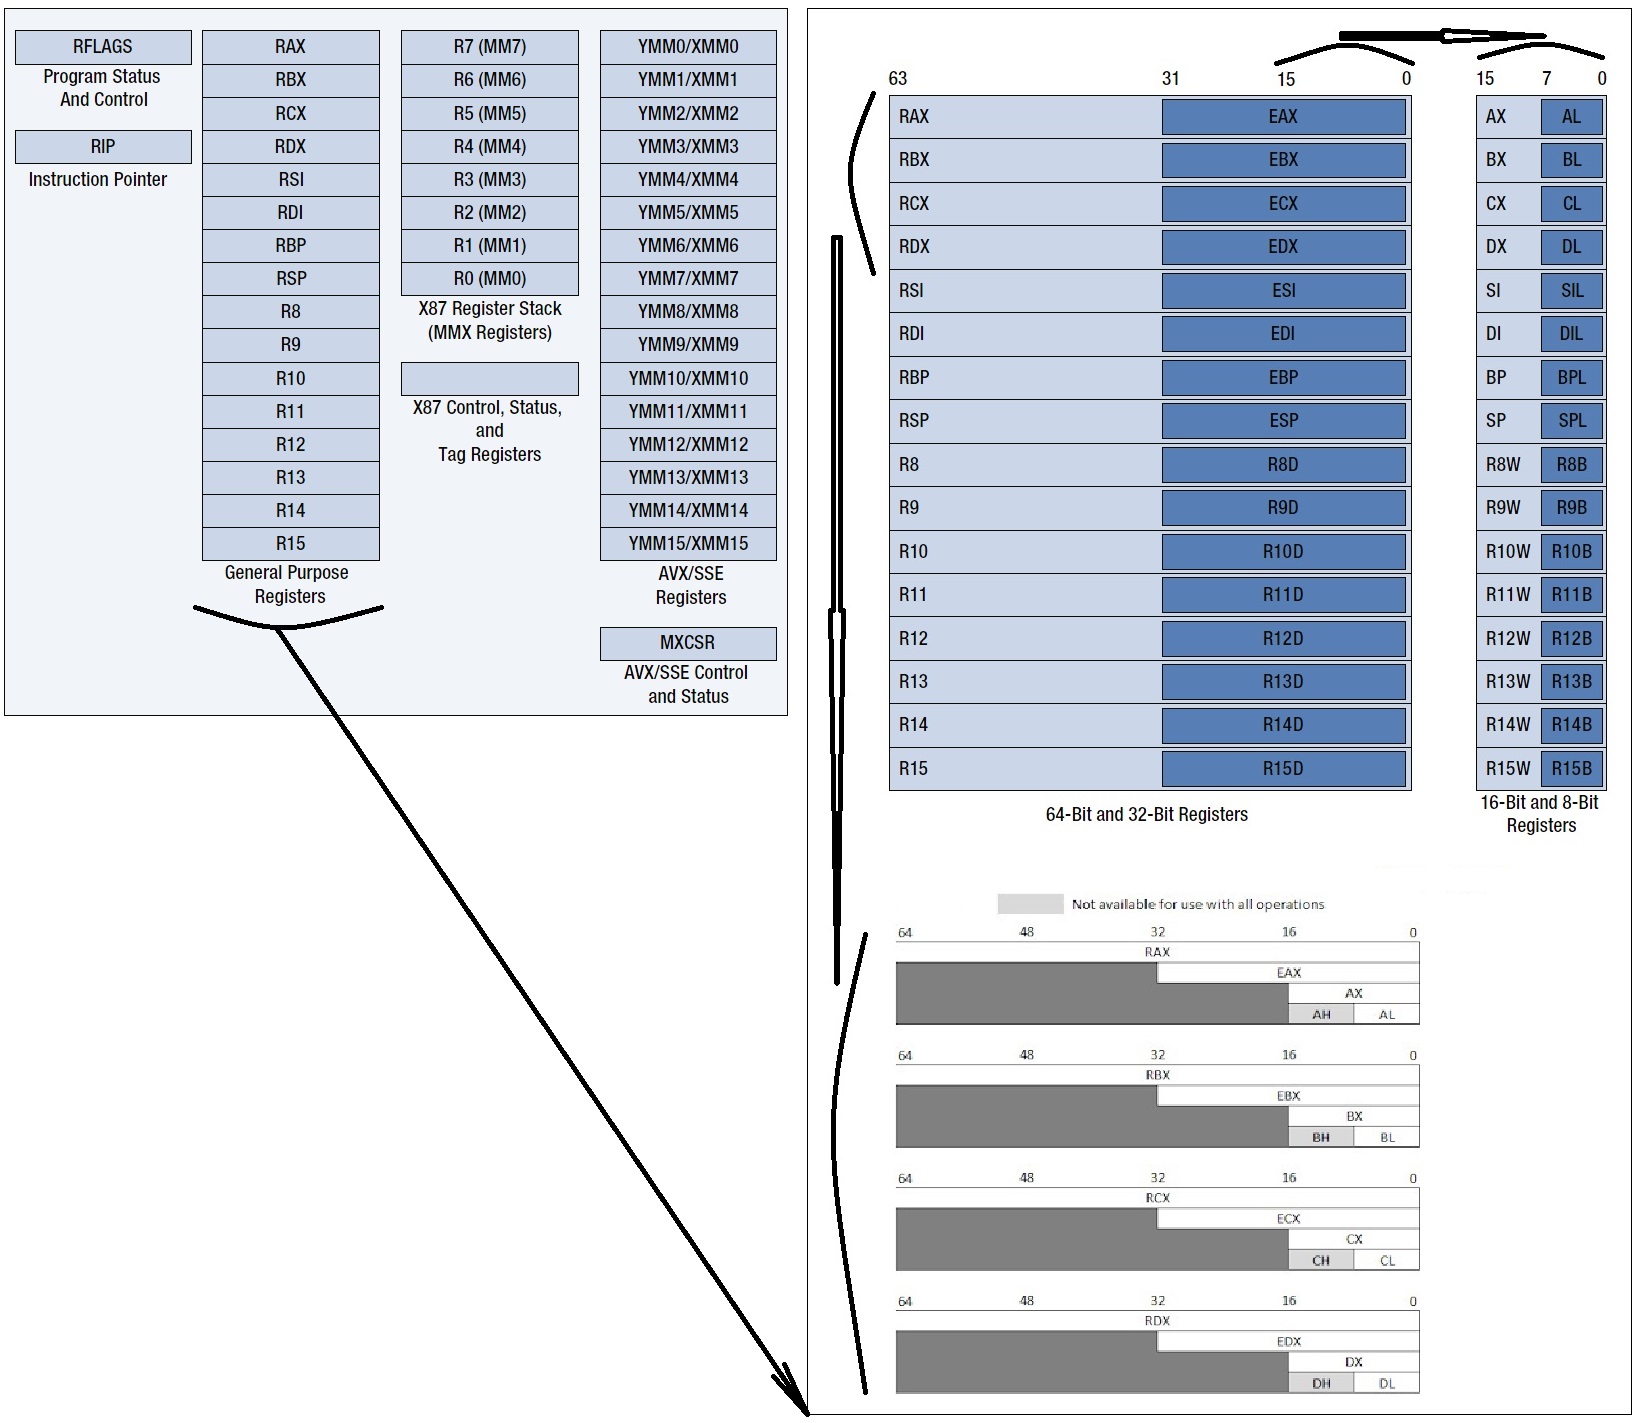 RFLAGS
Program Status
And Control
RIP
Instruction Pointer
RAX
RBX
RCX
RDX
RSI
RDI
RBP
RSP
R8
R9
R10
R11
R12
R13
R14
R15
General Purpose
Registers
R7 (MM7)
R6 (MM6)
R5 (MM5)
R4 (MM4)
R3 (MM3)
R2 (MM2)
R1 (MM1)
R0 (MM0)
X87 Register Stack
(MMX Registers)
X87 Control, Status,
and
Tag Registers
YMM0/XMM0
YMM1/XMM1
YMM2/XMM2
YMM3/XMM3
YMM4/XMM4
YMM5/XMM5
YMM6/XMM6
YMM7/XMM7
YMM8/XMM8
YMM9/XMM9
YMM10/XMM10
YMM11/XMM11
YMM12/XMM12
YMM13/XMM13
YMM14/XMM14
YMM15/XMM15
AVX/SSE
Registers
MXCSR
AVX/SSE Control
and Status
63 31 15 0 15 7 0
RAX EAX AX AL
RBX EBX BX BL
RCX ECX CX CL
RDX EDX DX DL
RSI ESI SI SIL
RDI EDI DI DIL
RBP EBP BP BPL
RSP ESP SP SPL
R8 R8D R8W R8B
R9 R9D R9W R9B
R10 R10D R10W R10B
R11 R11D R11W R11B
R12 R12D R12W R12B
R13 R13D R13W R13B
R14 R14D R14W R14B
R15 R15D R15W R15B
64-Bit and 32-Bit Registers
16-Bit and 8-Bit
Registers
Not available for use with all operations
64 48 32 16 0
RAX
EAX
AX
AH AL
64 48 32 16 0
RBX
EBX
BX
BH BL
64 48 32 16 0
RCX
ECX
CX
CH CL
64 48 32 16 0
RDX
EDX
DX
DH DL